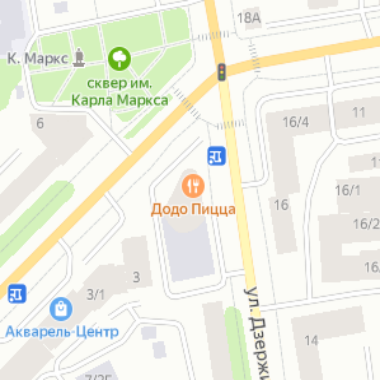 18А
К. Маркс
сквер им.
Карла Маркса
6
16/4
11
16/1
Додо Пицца
16
16/2
3
3/1
16/
Акварель-Центр
ул. Дзержи
14